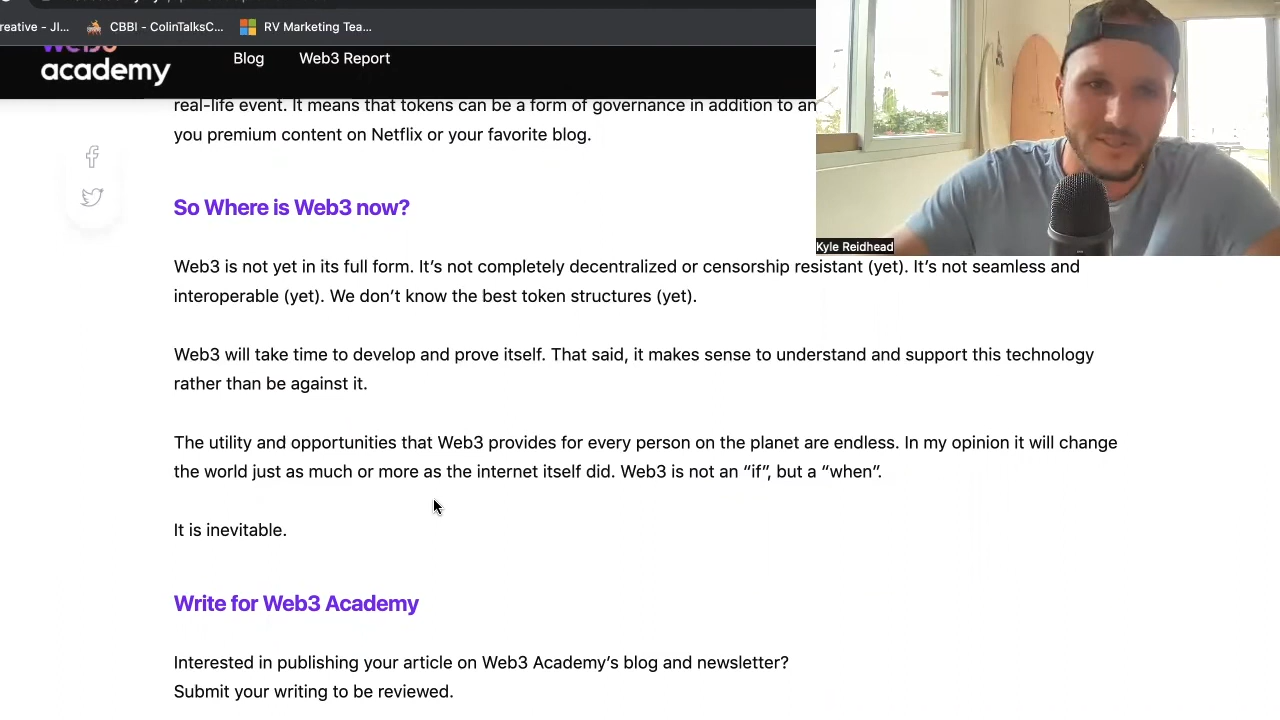 reative - JI...
CBBI - ColinTalksC...
RV Marketing Tea...
web3
academy
Blog
Web3 Report
real-life event. It means that tokens can be a form of governance in addition to an
you premium content on Netflix or your favorite blog.
Kyle Reidhead
So Where is Web3 now?
Web3 is not yet in its full form. It’s not completely decentralized or censorship resistant (yet). It’s not seamless and
interoperable (yet). We don’t know the best token structures (yet).
Web3 will take time to develop and prove itself. That said, it makes sense to understand and support this technology
rather than be against it.
The utility and opportunities that Web3 provides for every person on the planet are endless. In my opinion it will change
the world just as much or more as the internet itself did. Web3 is not an “if”, but a “when”.
It is inevitable.
Write for Web3 Academy
Interested in publishing your article on Web3 Academy’s blog and newsletter?
Submit your writing to be reviewed.